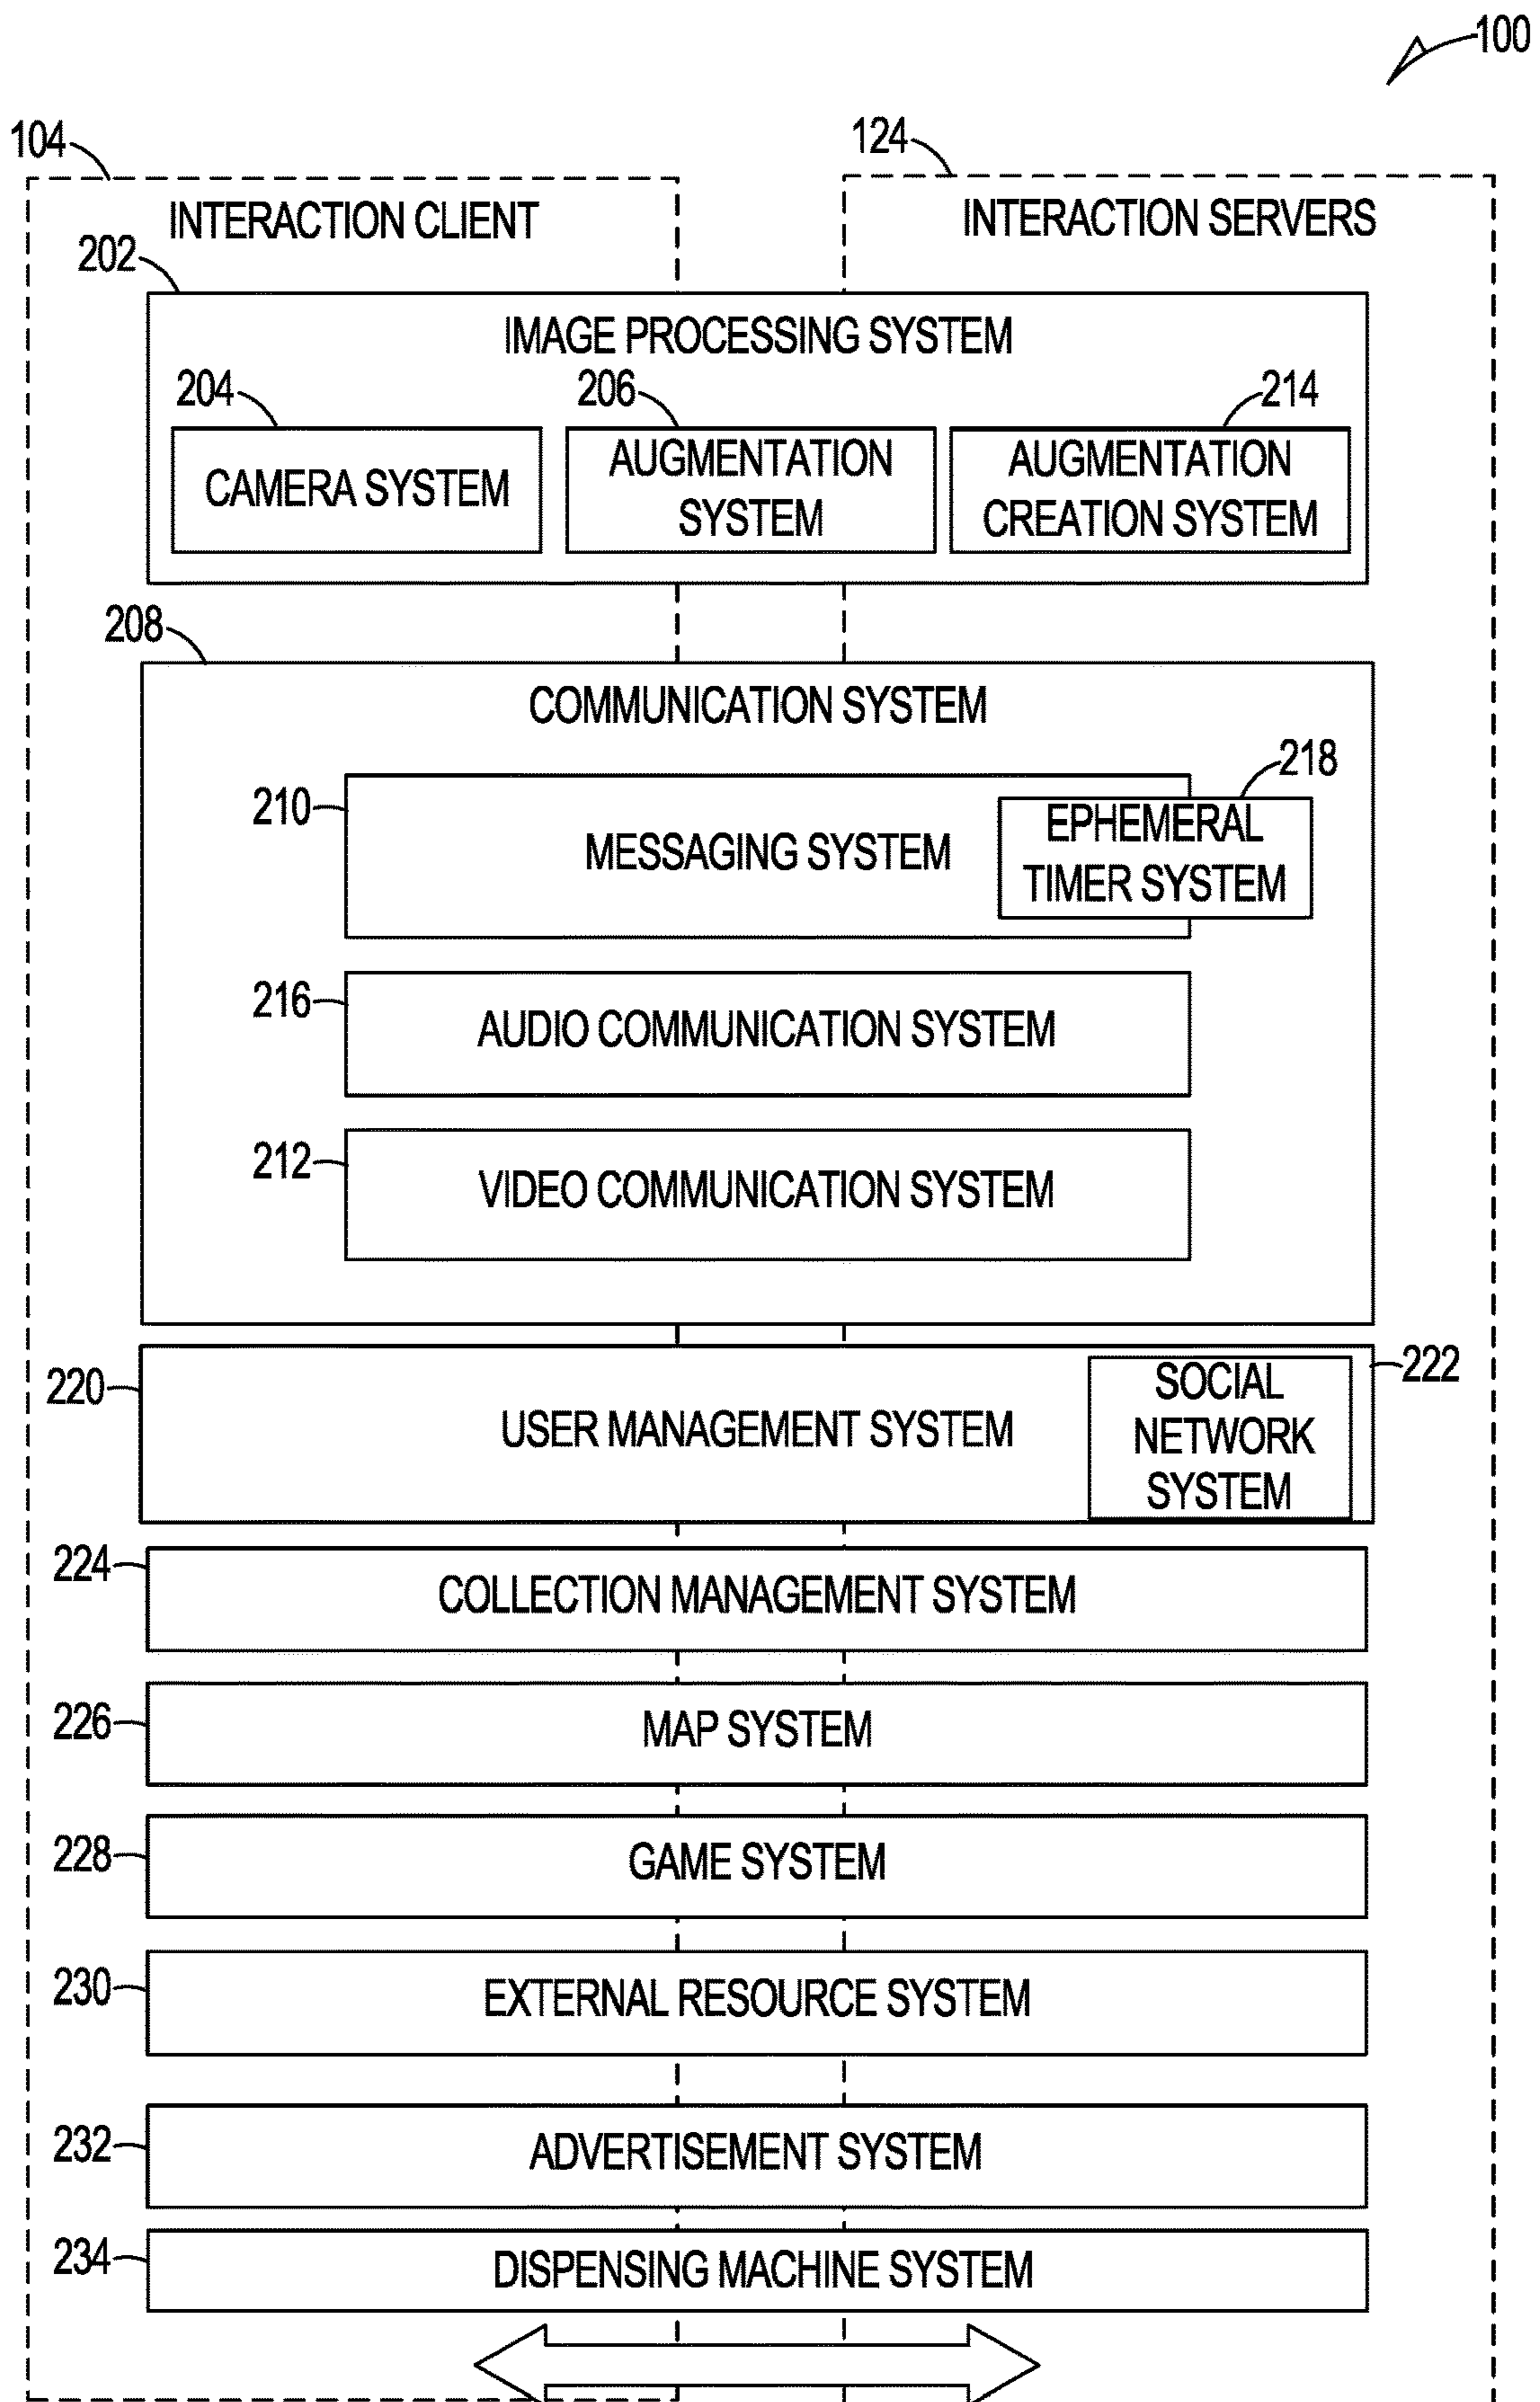 100
104
124
INTERACTION CLIENT
INTERACTION SERVERS
202
IMAGE PROCESSING SYSTEM
204
206
214
CAMERA SYSTEM
AUGMENTATION
SYSTEM
AUGMENTATION
CREATION SYSTEM
208
COMMUNICATION SYSTEM
218
210
MESSAGING SYSTEM
EPHEMERAL
TIMER SYSTEM
216
AUDIO COMMUNICATION SYSTEM
212
VIDEO COMMUNICATION SYSTEM
220
USER MANAGEMENT SYSTEM
SOCIAL
NETWORK
SYSTEM
222
224
COLLECTION MANAGEMENT SYSTEM
226
MAP SYSTEM
228
GAME SYSTEM
230
EXTERNAL RESOURCE SYSTEM
232
ADVERTISEMENT SYSTEM
234
DISPENSING MACHINE SYSTEM